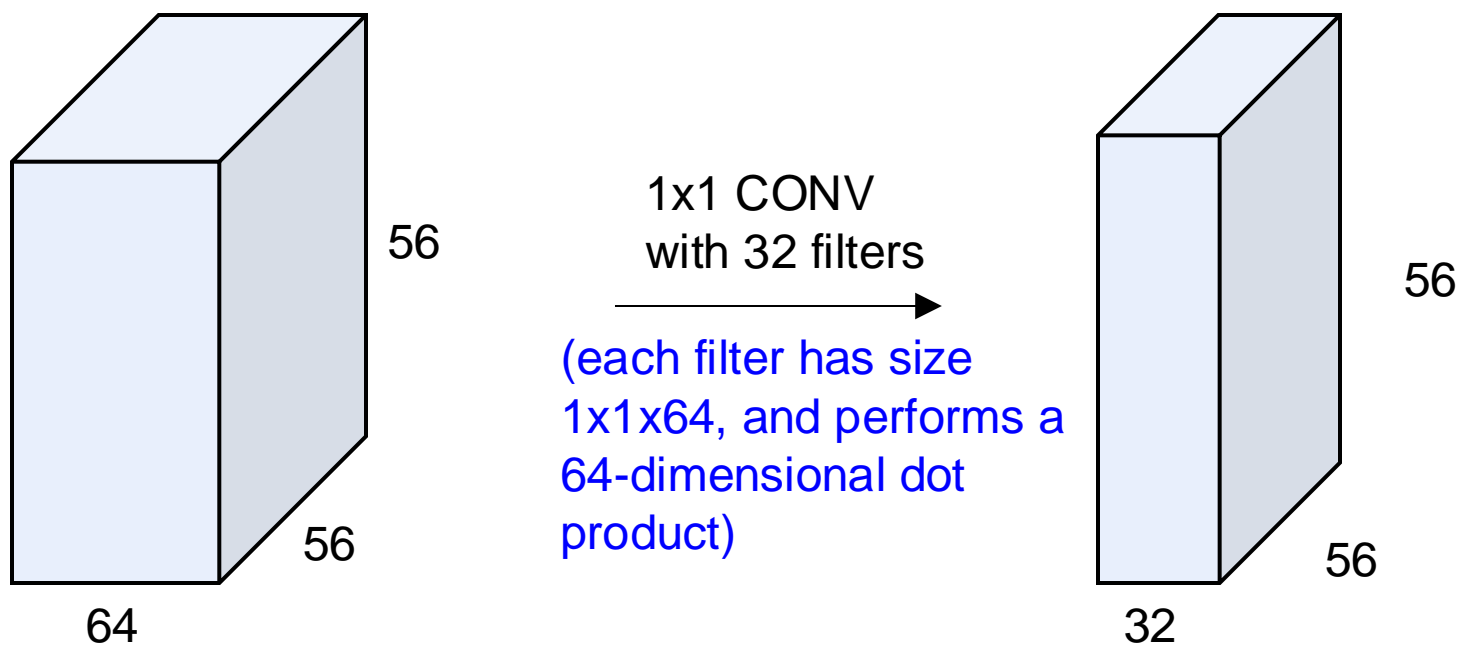 56
56
64
1x1 CONV
with 32 filters
(each filter has size
1x1x64, and performs a
64-dimensional dot
product)
56
56
32